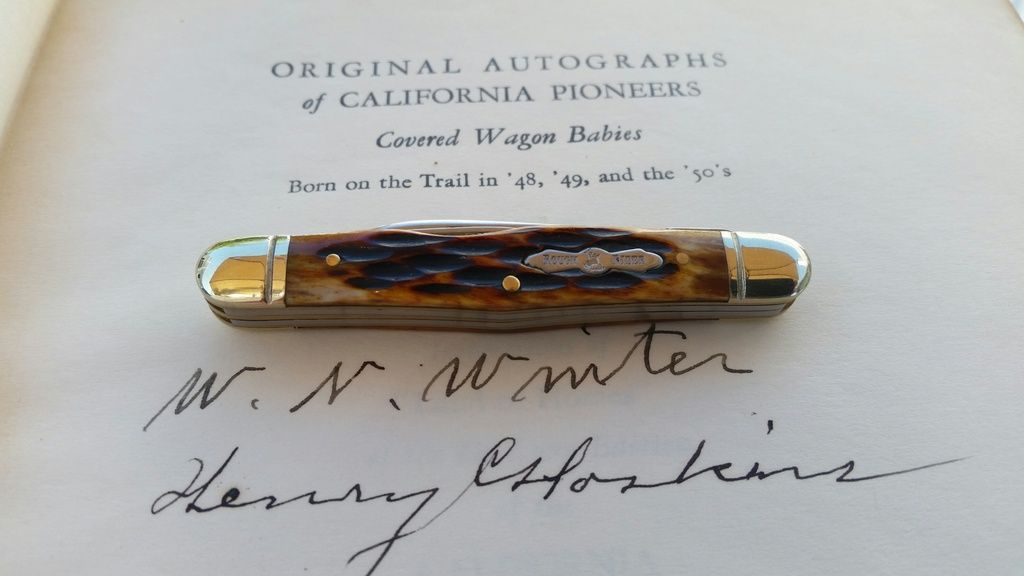 ORIGINAL AUTOGRAPHS
of CALIFORNIA PIONEERS
Covered Wagon Babies
Born on the Trail in '48, '49, and the '50's
ROUGH RIDER
W. N. Winter
Henry C Hoskins